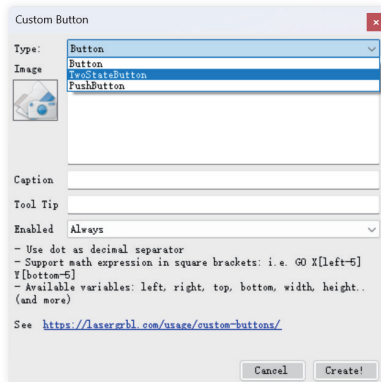 Custom Button
Type: Button
Image
Button
TwoStateButton
PushButton
Caption
Tool Tip
Enabled Always
- Use dot as decimal separator
- Support math expression in square brackets: i.e. G0 X[left-5]
Y[bottom-5]
- Available variables: left, right, top, bottom, width, height..
(and more)
See https://lasergrbl.com/usage/custom-buttons/
Cancel Create!